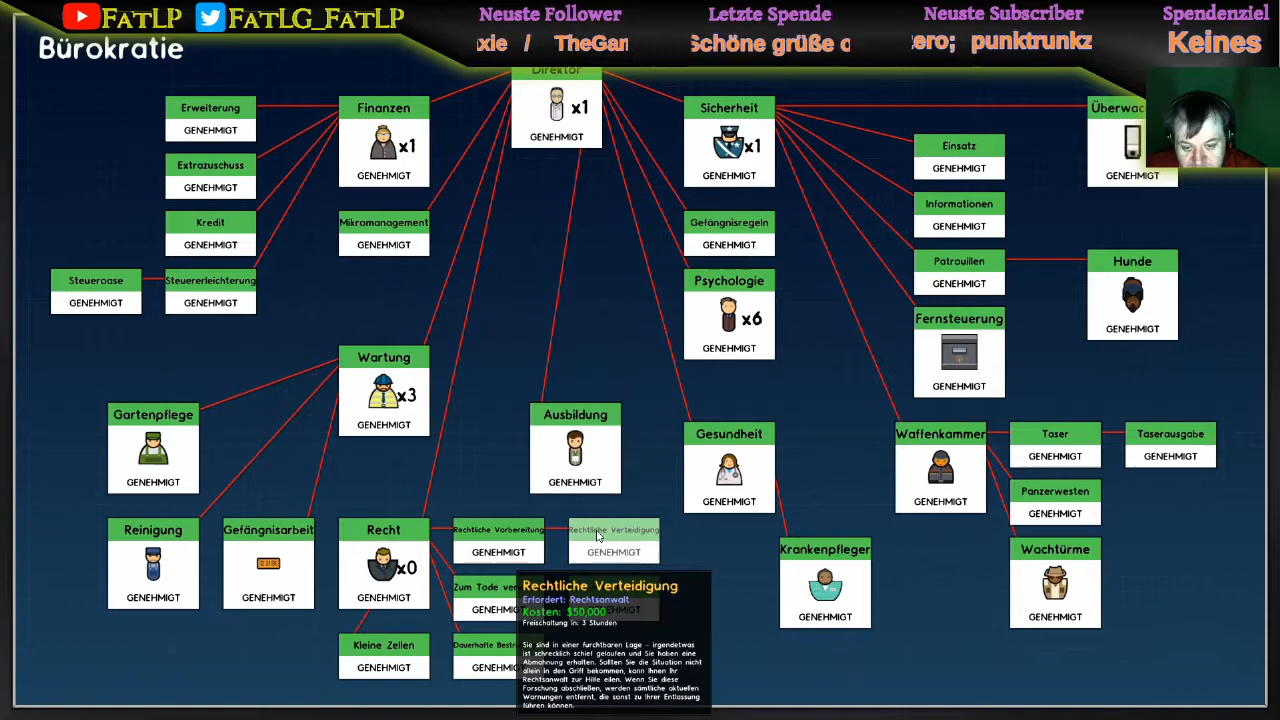 FatLP
FatLG_FatLP
Neuste Follower
Letzte Spende
Neuste Subscriber
Spendenziel
xie / TheGan
Schöne grüße
ero; punktrunkz
Keines
Bürokratie
Direktor
x1
GENEHMIGT
Erweiterung
GENEHMIGT
Finanzen
x1
GENEHMIGT
Sicherheit
x1
GENEHMIGT
GENEHMIGT
Einsatz
GENEHMIGT
Extrazuschuss
GENEHMIGT
Informationen
GENEHMIGT
Kredit
GENEHMIGT
Mikromanagement
GENEHMIGT
Gefängnisregeln
GENEHMIGT
Patrouillen
GENEHMIGT
Hunde
GENEHMIGT
Steueroase
GENEHMIGT
Steuererleichterung
GENEHMIGT
Psychologie
x6
GENEHMIGT
Fernsteuerung
GENEHMIGT
Wartung
x3
GENEHMIGT
Gartenpflege
GENEHMIGT
Ausbildung
GENEHMIGT
Gesundheit
GENEHMIGT
Waffenkammer
GENEHMIGT
Taser
GENEHMIGT
Taserausgabe
GENEHMIGT
Panzerwesten
GENEHMIGT
Reinigung
GENEHMIGT
Gefängnisarbeit
GENEHMIGT
Recht
x0
GENEHMIGT
Rechtliche Vorbereitung
GENEHMIGT
Rechtliche Verteidigung
GENEHMIGT
Krankenpfleger
GENEHMIGT
Wachtürme
GENEHMIGT
Zum Tode
Kleine Zellen
GENEHMIGT
Dauerhafte
Rechtliche Verteidigung
Erfordert: Rechtsanwalt
Kosten: $50,000
Freischaltung in: 3 Stunden
Sie sind in einer furchtbaren Lage - irgendetwas
ist schrecklich schief gelaufen und Sie haben eine
Abmahnung erhalten. Sollten Sie die Situation nicht
allein in den Griff bekommen, kann Ihnen Ihr
Rechtsanwalt zur Hilfe eilen. Wenn Sie diese
Forschung abschließen, werden sämtliche aktuellen
Warnungen entfernt, die sonst zu Ihrer Entlassung
führen können.